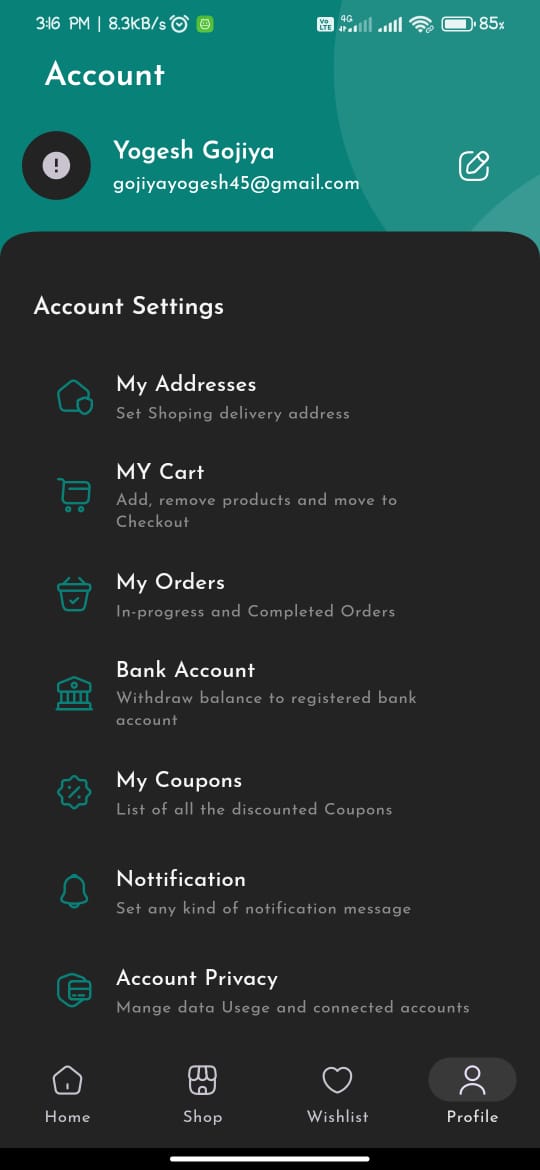 3:16 PM | 8.3KB/s
Vo LTE 4G 85%
Account
Yogesh Gojiya
gojiyayogesh45@gmail.com
Account Settings
My Addresses
Set Shoping delivery address
MY Cart
Add, remove products and move to
Checkout
My Orders
In-progress and Completed Orders
Bank Account
Withdraw balance to registered bank
account
My Coupons
List of all the discounted Coupons
Nottification
Set any kind of notification message
Account Privacy
Mange data Usege and connected accounts
Home Shop Wishlist Profile